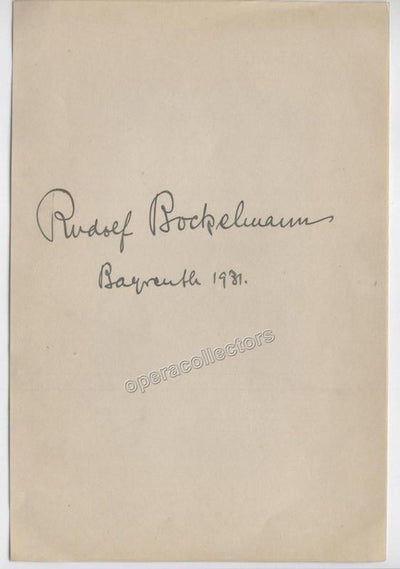 Rudolf Bockelmann
Bayreuth 1931.
operacollectors